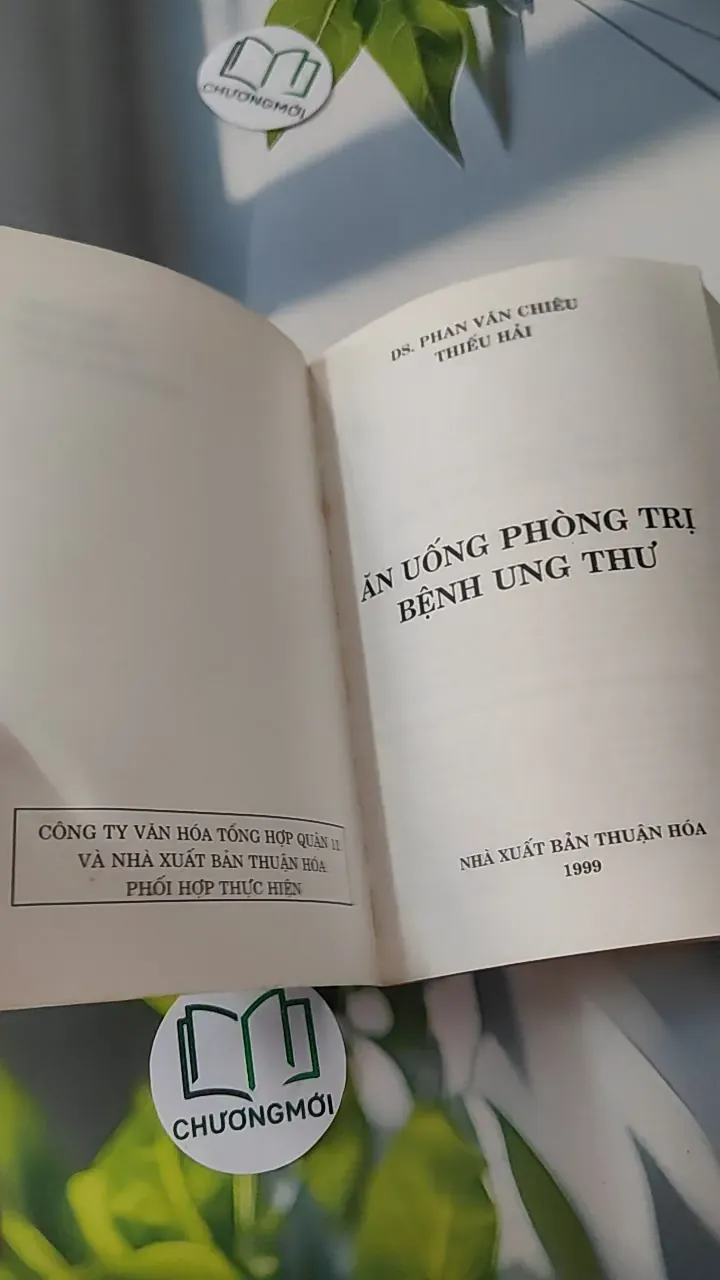 CHƯƠNGMỚI
DS. PHAN VĂN CHIÊU
THIẾU HẢI
ĂN UỐNG PHÒNG TRỊ
BỆNH UNG THƯ
CÔNG TY VĂN HÓA TỔNG HỢP QUẬN 11
VÀ NHÀ XUẤT BẢN THUẬN HÓA
PHỐI HỢP THỰC HIỆN
NHÀ XUẤT BẢN THUẬN HÓA
1999
CHƯƠNGMỚI